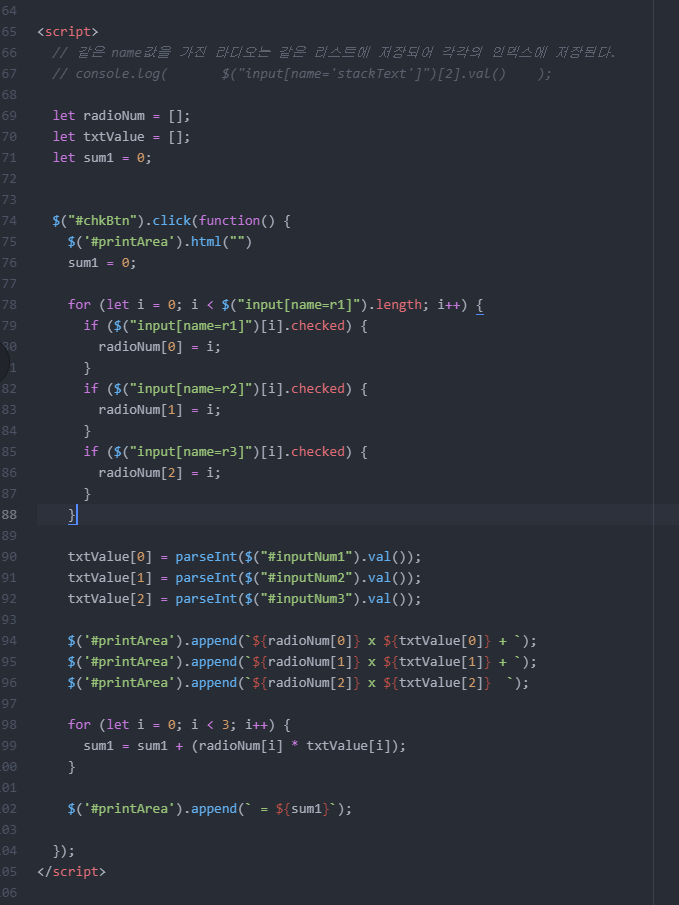 64
65 <script>
66 // 같은 name값을 가진 라디오는 같은 리스트에 저장되어 각각의 인덱스에 저장된다.
67 // console.log(       $("input[name='stackText']")[2].val()    );
68
69 let radioNum = [];
70 let txtValue = [];
71 let sum1 = 0;
72
73
74 $("#chkBtn").click(function() {
75 $('#printArea').html("")
76 sum1 = 0;
77
78 for (let i = 0; i < $("input[name=r1]").length; i++) {
79 if ($("input[name=r1]")[i].checked) {
80 radioNum[0] = i;
81 }
82 if ($("input[name=r2]")[i].checked) {
83 radioNum[1] = i;
84 }
85 if ($("input[name=r3]")[i].checked) {
86 radioNum[2] = i;
87 }
88 }
89
90 txtValue[0] = parseInt($("#inputNum1").val());
91 txtValue[1] = parseInt($("#inputNum2").val());
92 txtValue[2] = parseInt($("#inputNum3").val());
93
94 $('#printArea').append(`${radioNum[0]} x ${txtValue[0]} + `);
95 $('#printArea').append(`${radioNum[1]} x ${txtValue[1]} + `);
96 $('#printArea').append(`${radioNum[2]} x ${txtValue[2]}  `);
97
98 for (let i = 0; i < 3; i++) {
99 sum1 = sum1 + (radioNum[i] * txtValue[i]);
00 }
01
02 $('#printArea').append(` = ${sum1}`);
03
04 });
05 </script>
06